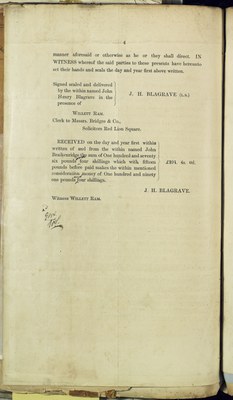 4
manner aforesaid or otherwise as he or they shall direct. IN
WITNESS whereof the said parties to these presents have hereunto
set their hands and seals the day and year first above written.
Signed sealed and delivered
by the within named John
Henry Blagrave in the
presence of
J. H. BLAGRAVE (L.S.)
WILLETT RAM.
Clerk to Messrs. Bridges & Co.,
Solicitors Red Lion Square.
RECEIVED on the day and year first within
written of and from the within named John
the sum of One hundred and seventy
six pounds four shillings which with fifteen
pounds before paid makes the within mentioned
consideration money of One hundred and ninety
one pounds four shillings.
4s. 0d.
J. H. BLAGRAVE.
Witness WILLETT RAM.